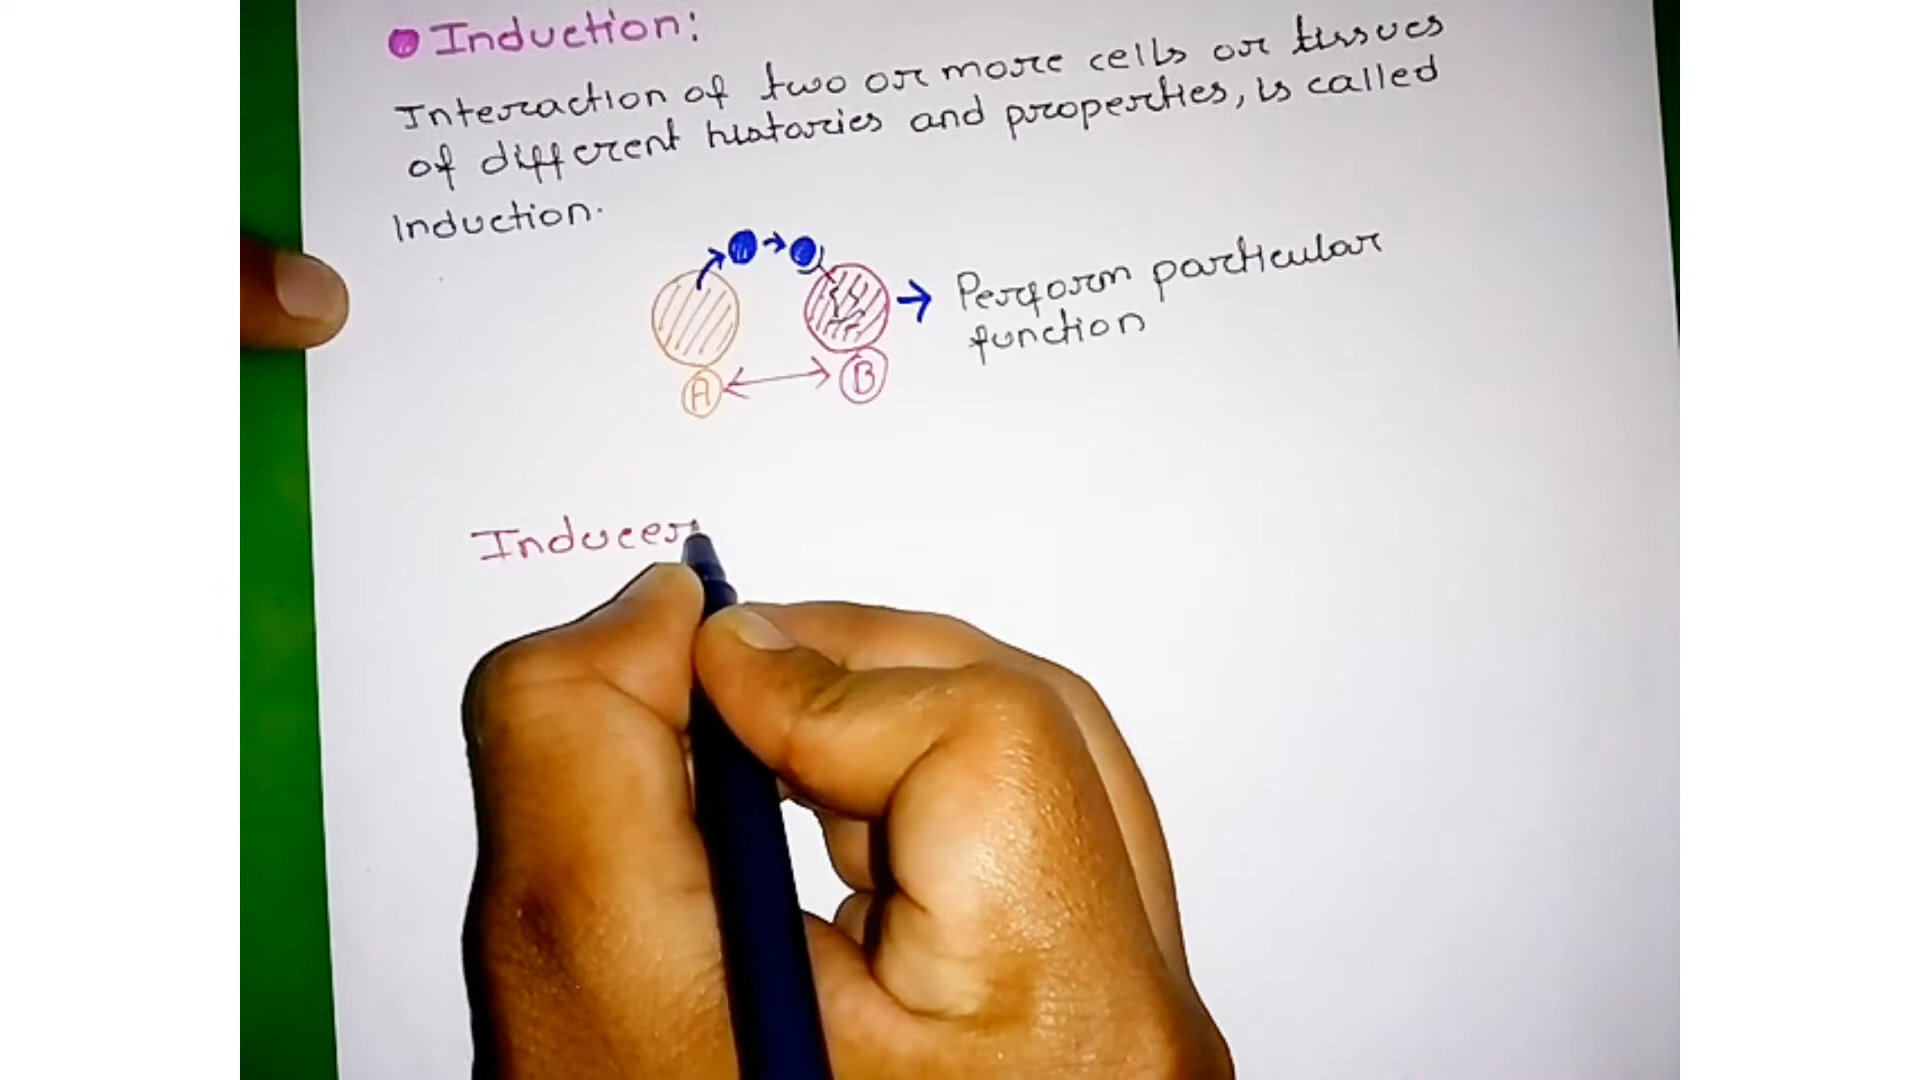 Induction:
Interaction of two or more cells or tissues
of different histories and properties, is called
Induction.
Perform particular
function
A
B
Inducer